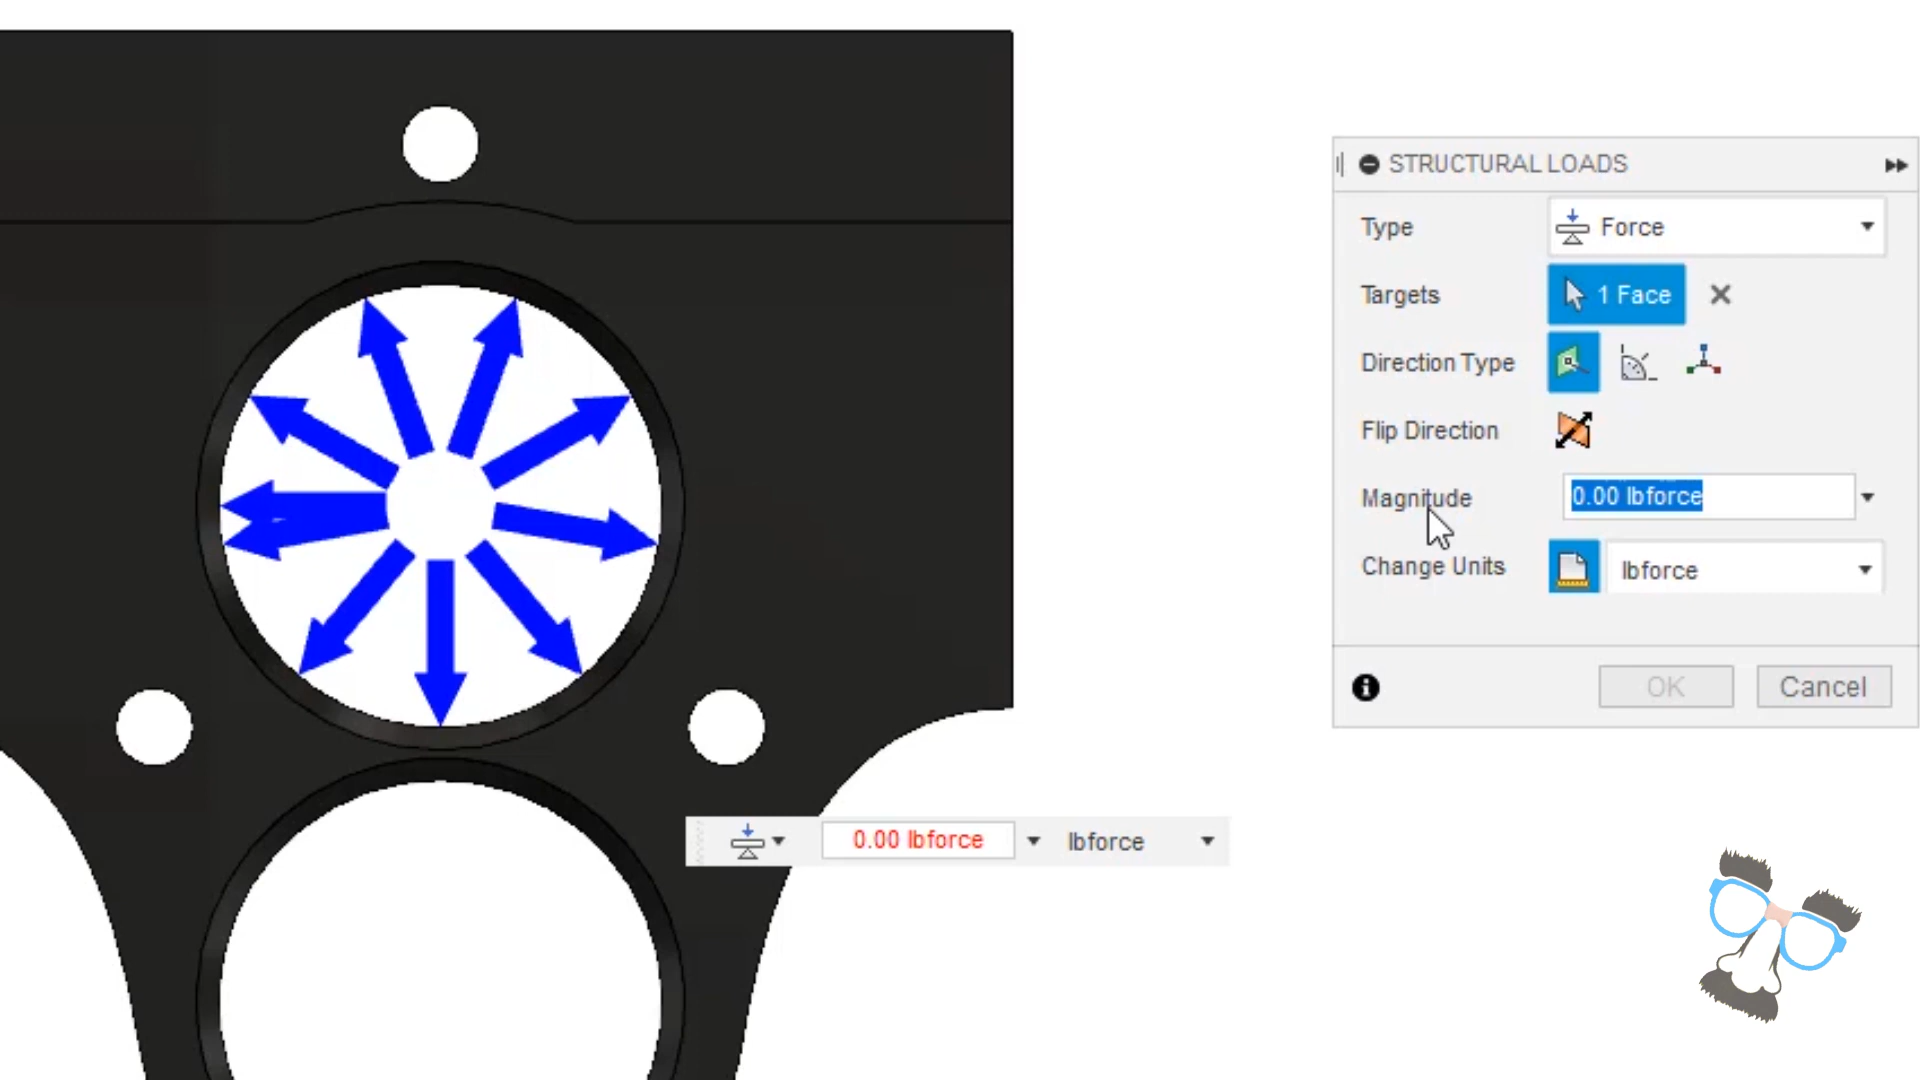 STRUCTURAL LOADS
Type
Force
Targets
1 Face
Direction Type
Flip Direction
Magnitude
0.00 lbforce
Change Units
lbforce
OK
Cancel
0.00 lbforce
lbforce